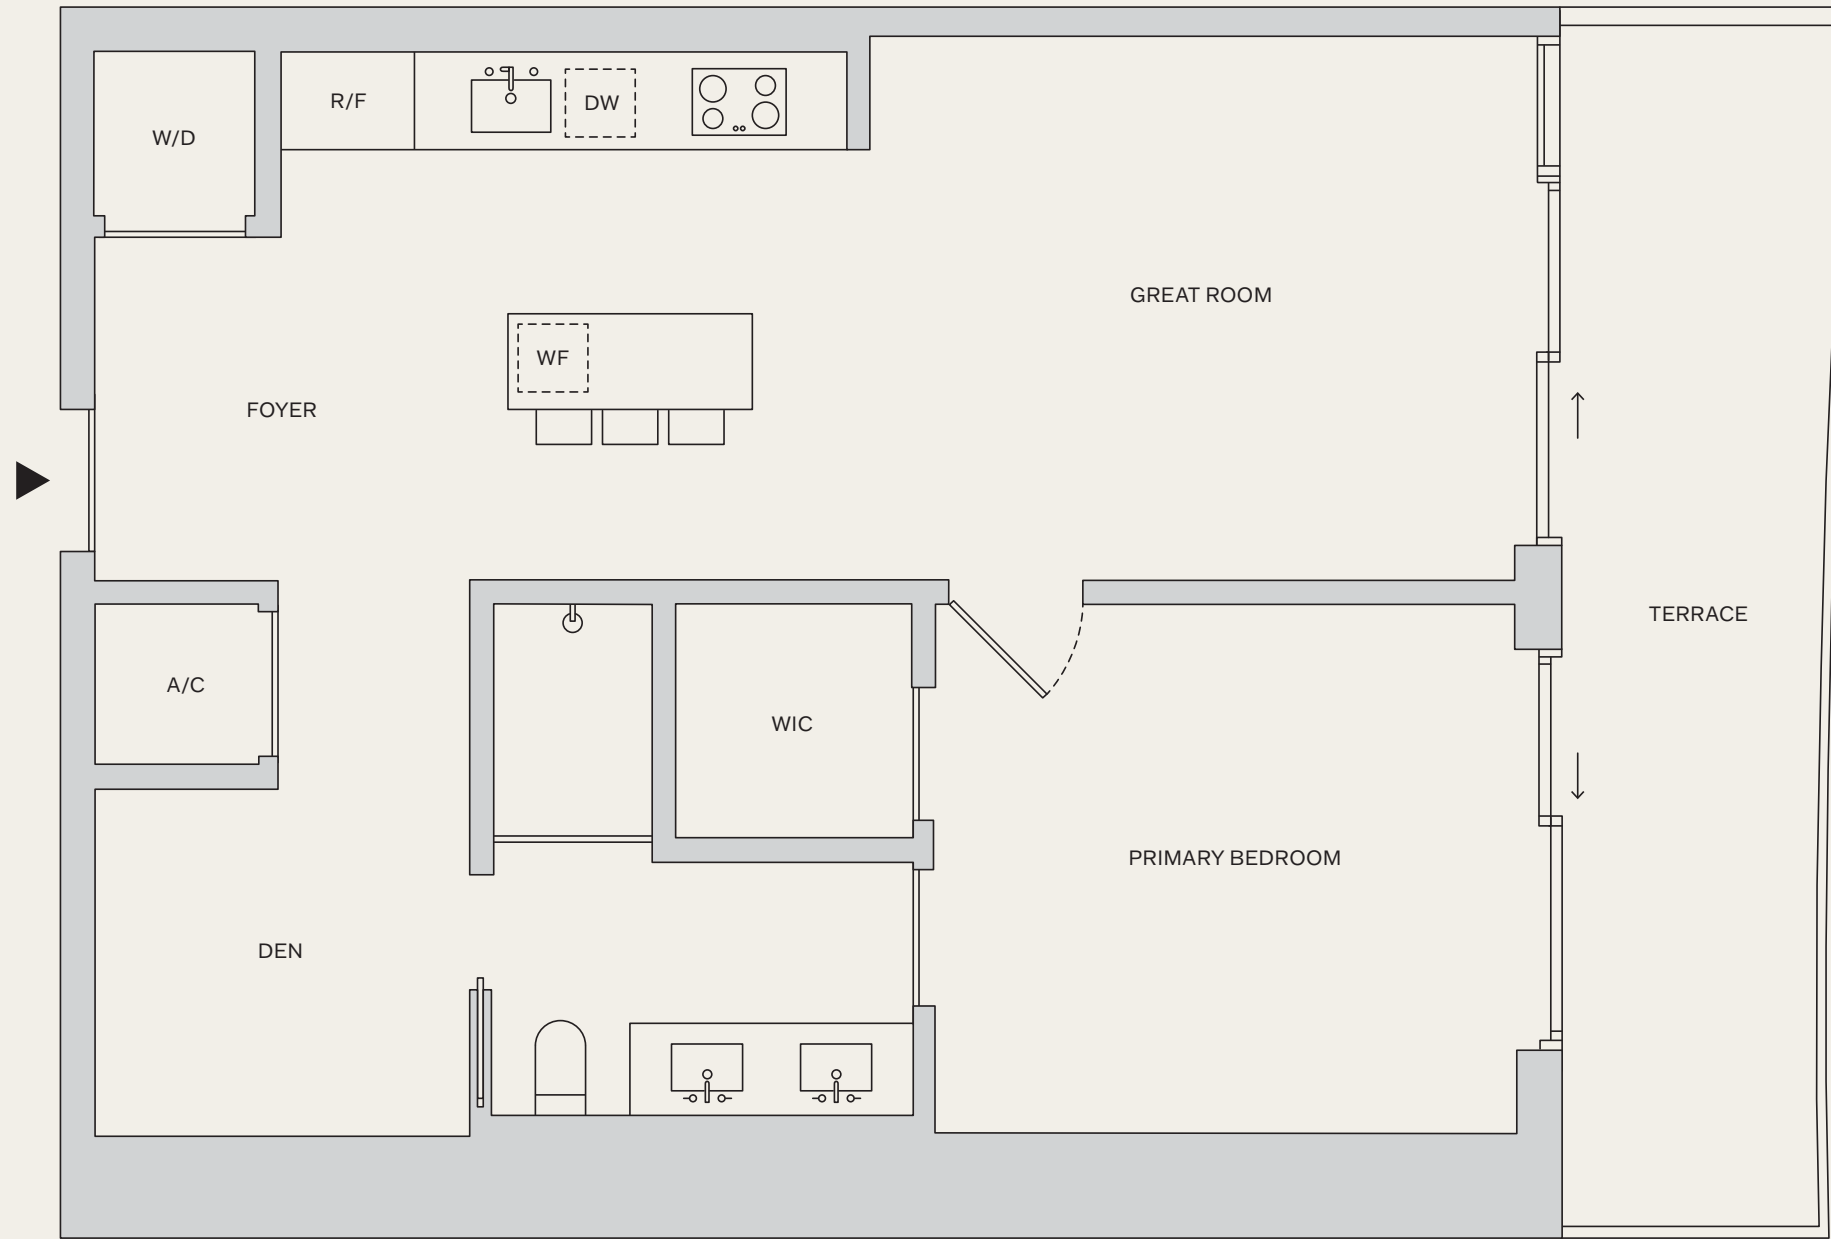 R/F
DW
W/D
GREAT ROOM
WF
FOYER
TERRACE
A/C
WIC
PRIMARY BEDROOM
DEN